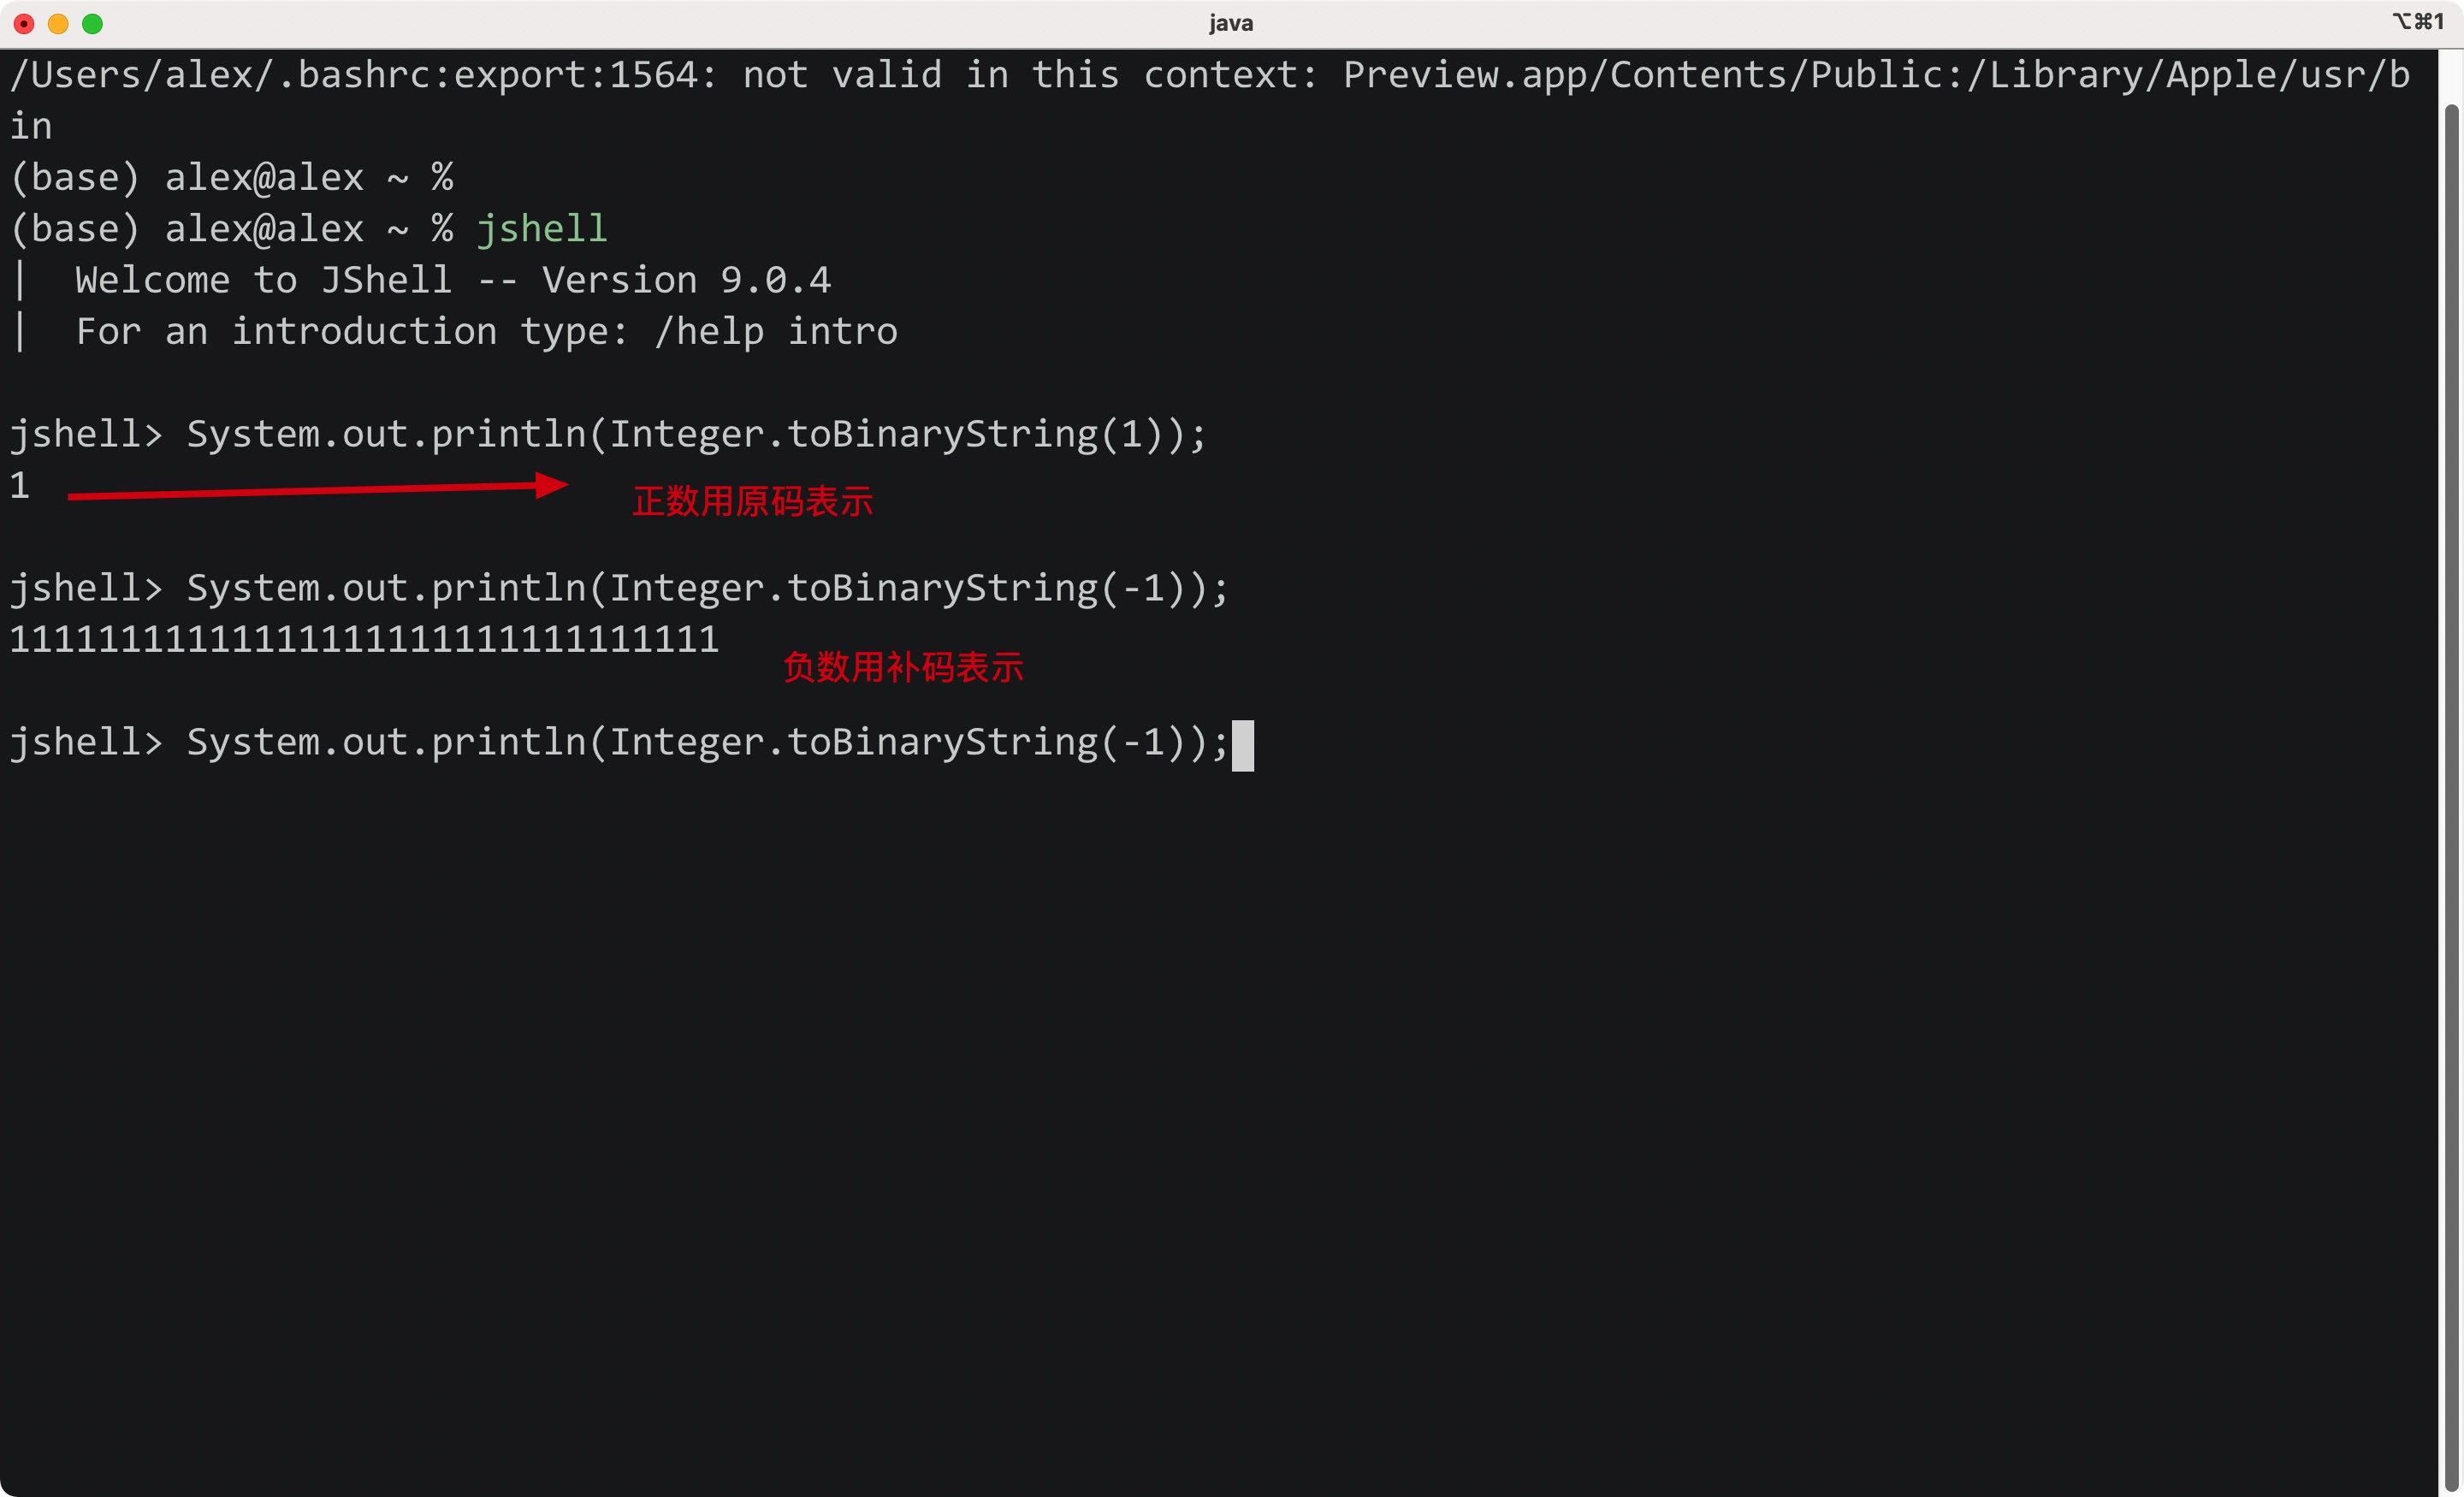 java
⌥⌘1
/Users/alex/.bashrc:export:1564: not valid in this context: Preview.app/Contents/Public:/Library/Apple/usr/b
in
(base) alex@alex ~ %
(base) alex@alex ~ % jshell
|  Welcome to JShell -- Version 9.0.4
|  For an introduction type: /help intro
jshell> System.out.println(Integer.toBinaryString(1));
1
正数用原码表示
jshell> System.out.println(Integer.toBinaryString(-1));
11111111111111111111111111111111
负数用补码表示
jshell> System.out.println(Integer.toBinaryString(-1));